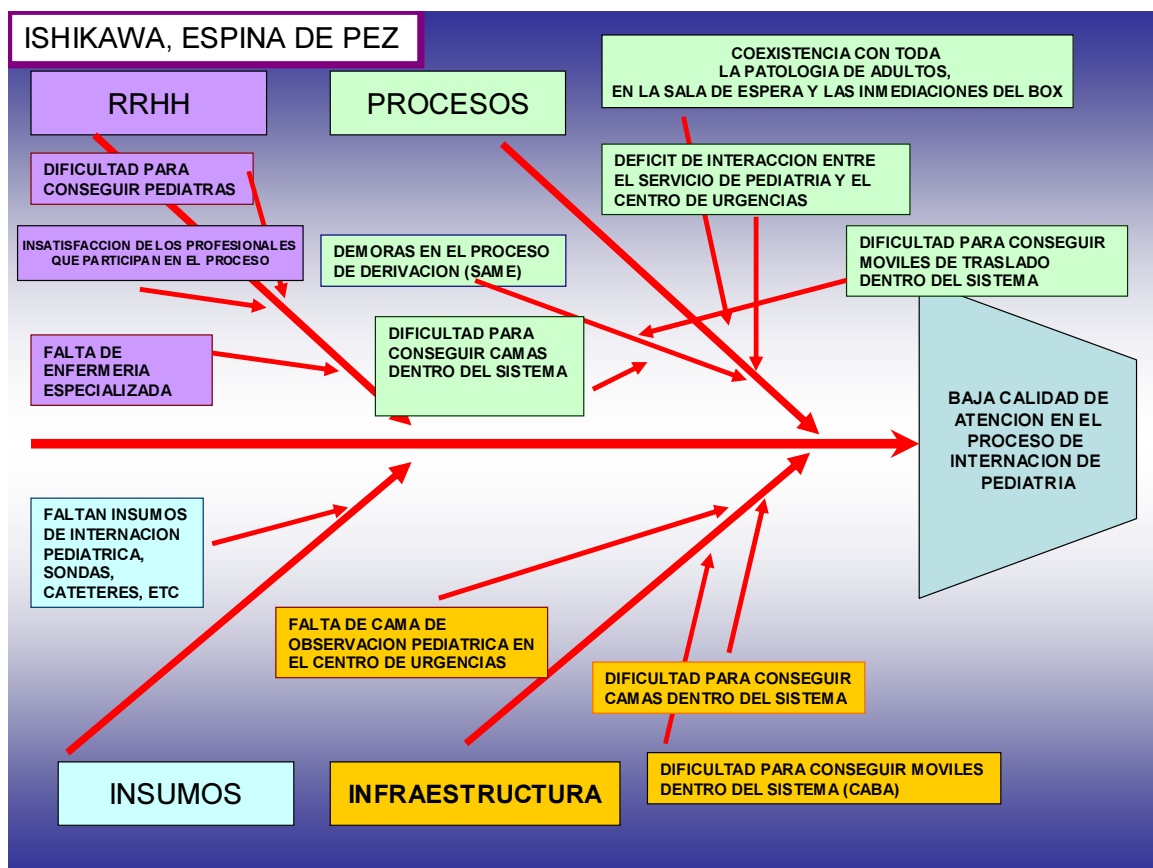 ISHIKAWA, ESPINA DE PEZ
RRHH
DIFICULTAD PARA
CONSEGUIR PEDIATRAS
INSATISFACCION DE LOS PROFESIONALES
QUE PARTICIPAN EN EL PROCESO
FALTA DE
ENFERMERIA
ESPECIALIZADA
PROCESOS
DEMORAS EN EL PROCESO
DE DERIVACION (SAME)
DIFICULTAD PARA
CONSEGUIR CAMAS
DENTRO DEL SISTEMA
COEXISTENCIA CON TODA
LA PATOLOGIA DE ADULTOS,
EN LA SALA DE ESPERA Y LAS INMEDIACIONES DEL BOX
DEFICIT DE INTERACCION ENTRE
EL SERVICIO DE PEDIATRIA Y EL
CENTRO DE URGENCIAS
DIFICULTAD PARA CONSEGUIR
MOVILES DE TRASLADO
DENTRO DEL SISTEMA
BAJA CALIDAD DE
ATENCION EN EL
PROCESO DE
INTERNACION DE
PEDIATRIA
FALTAN INSUMOS
DE INTERNACION
PEDIATRICA,
SONDAS,
CATETERES, ETC
INSUMOS
FALTA DE CAMA DE
OBSERVACION PEDIATRICA EN
EL CENTRO DE URGENCIAS
DIFICULTAD PARA CONSEGUIR
CAMAS DENTRO DEL SISTEMA
DIFICULTAD PARA CONSEGUIR MOVILES
DENTRO DEL SISTEMA (CABA)
INFRAESTRUCTURA